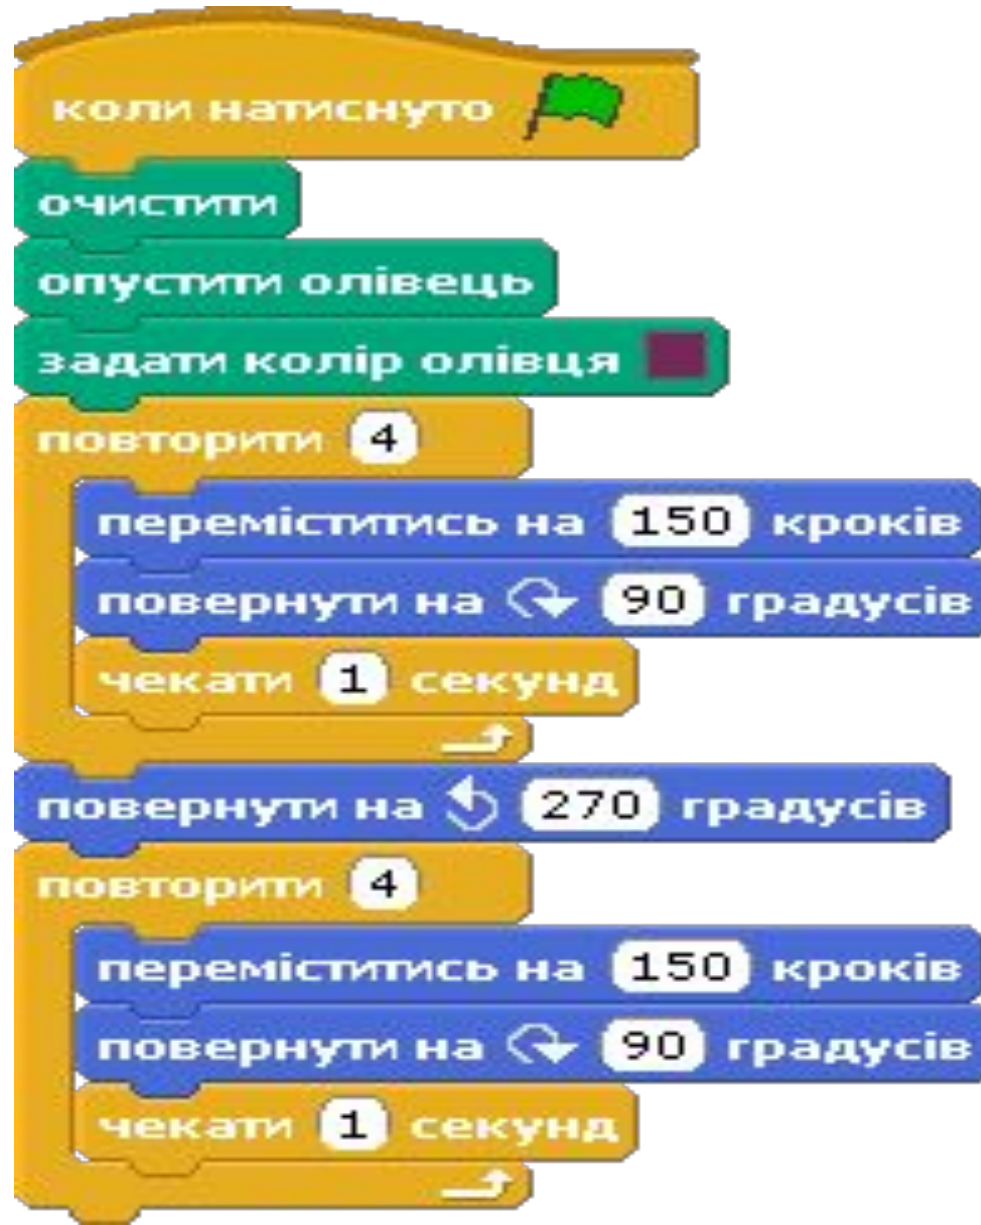 коли натиснуто
очистити
опустити олівець
задати колір олівця
повторити 4
переміститись на 150 кроків
повернути на 90 градусів
чекати 1 секунд
повернути на 270 градусів
повторити 4
переміститись на 150 кроків
повернути на 90 градусів
чекати 1 секунд